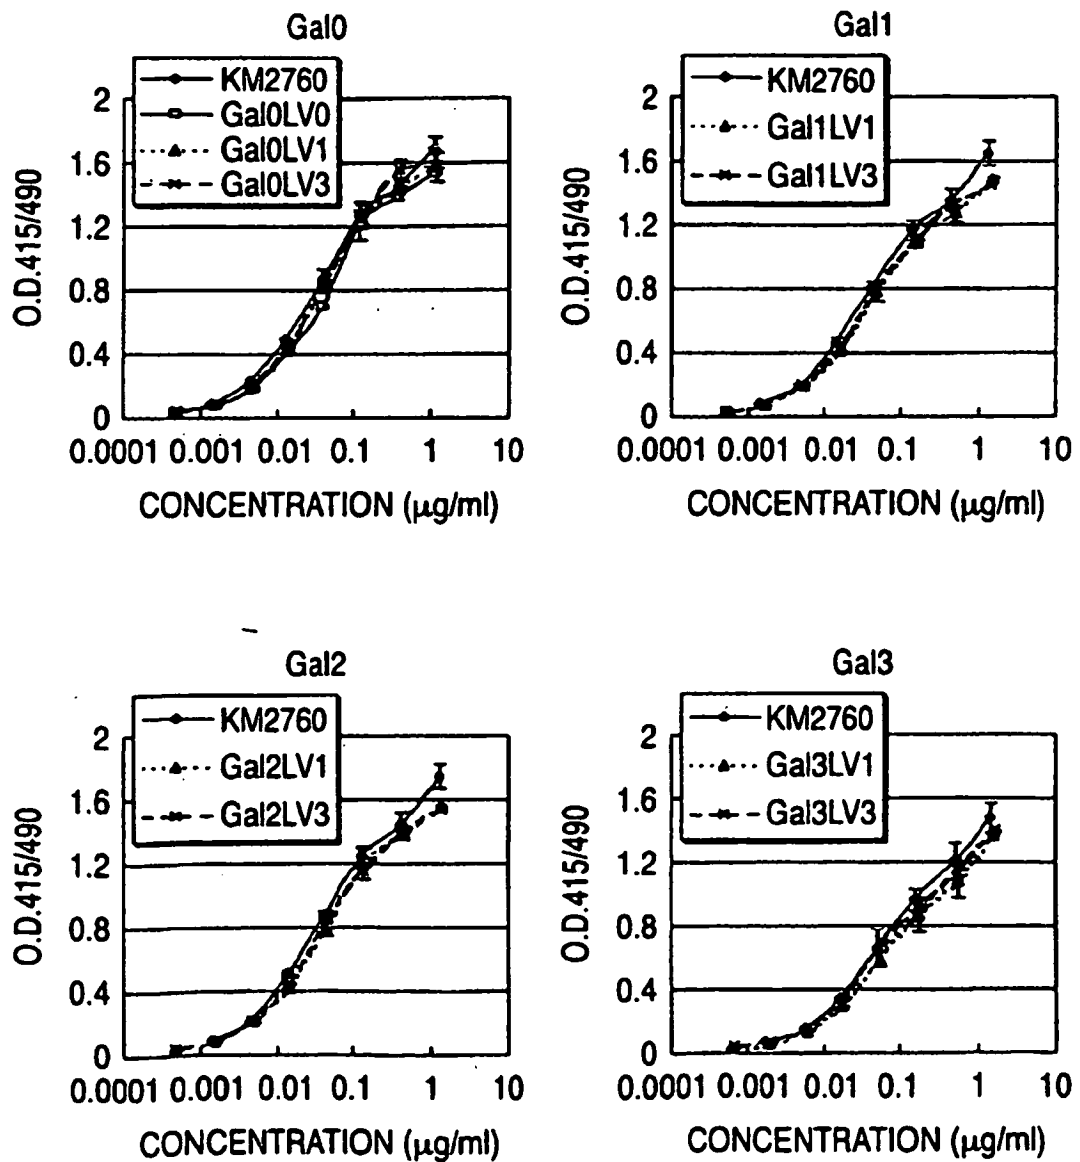 Gal0
KM2760
Gal0LV0
Gal0LV1
Gal0LV3
2
1.6
1.2
0.8
0.4
0
O.D.415/490
0.0001 0.001 0.01 0.1 1 10
CONCENTRATION (μg/ml)
Gal1
KM2760
Gal1LV1
Gal1LV3
2
1.6
1.2
0.8
0.4
0
O.D.415/490
0.0001 0.001 0.01 0.1 1 10
CONCENTRATION (μg/ml)
Gal2
KM2760
Gal2LV1
Gal2LV3
2
1.6
1.2
0.8
0.4
0
O.D.415/490
0.0001 0.001 0.01 0.1 1 10
CONCENTRATION (μg/ml)
Gal3
KM2760
Gal3LV1
Gal3LV3
2
1.6
1.2
0.8
0.4
0
O.D.415/490
0.0001 0.001 0.01 0.1 1 10
CONCENTRATION (μg/ml)